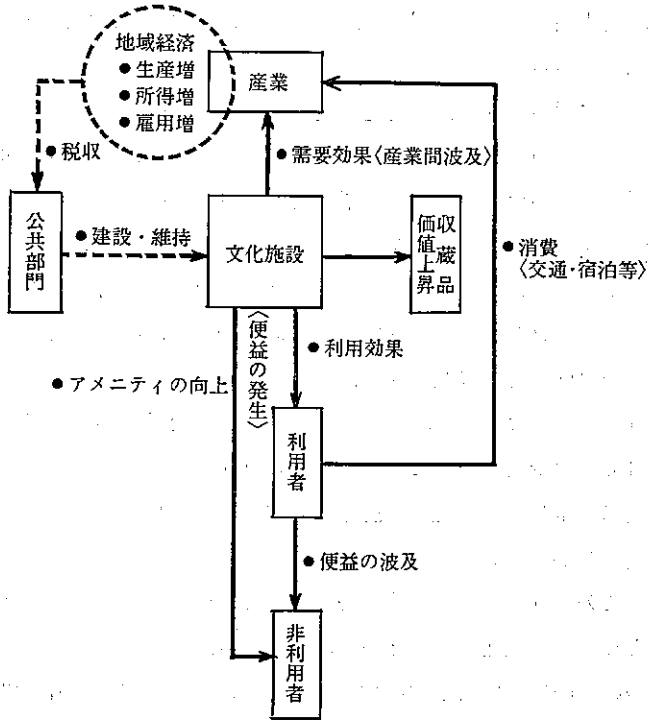 地域経済
● 生産増
● 所得増
● 雇用増
産業
● 税収
● 需要効果〈産業間波及〉
公共部門
● 建設・維持
文化施設
収蔵品
価値上昇
● 消費
〈交通・宿泊等〉
〈便益の発生〉
● 利用効果
● アメニティの向上
利用者
● 便益の波及
非利用者